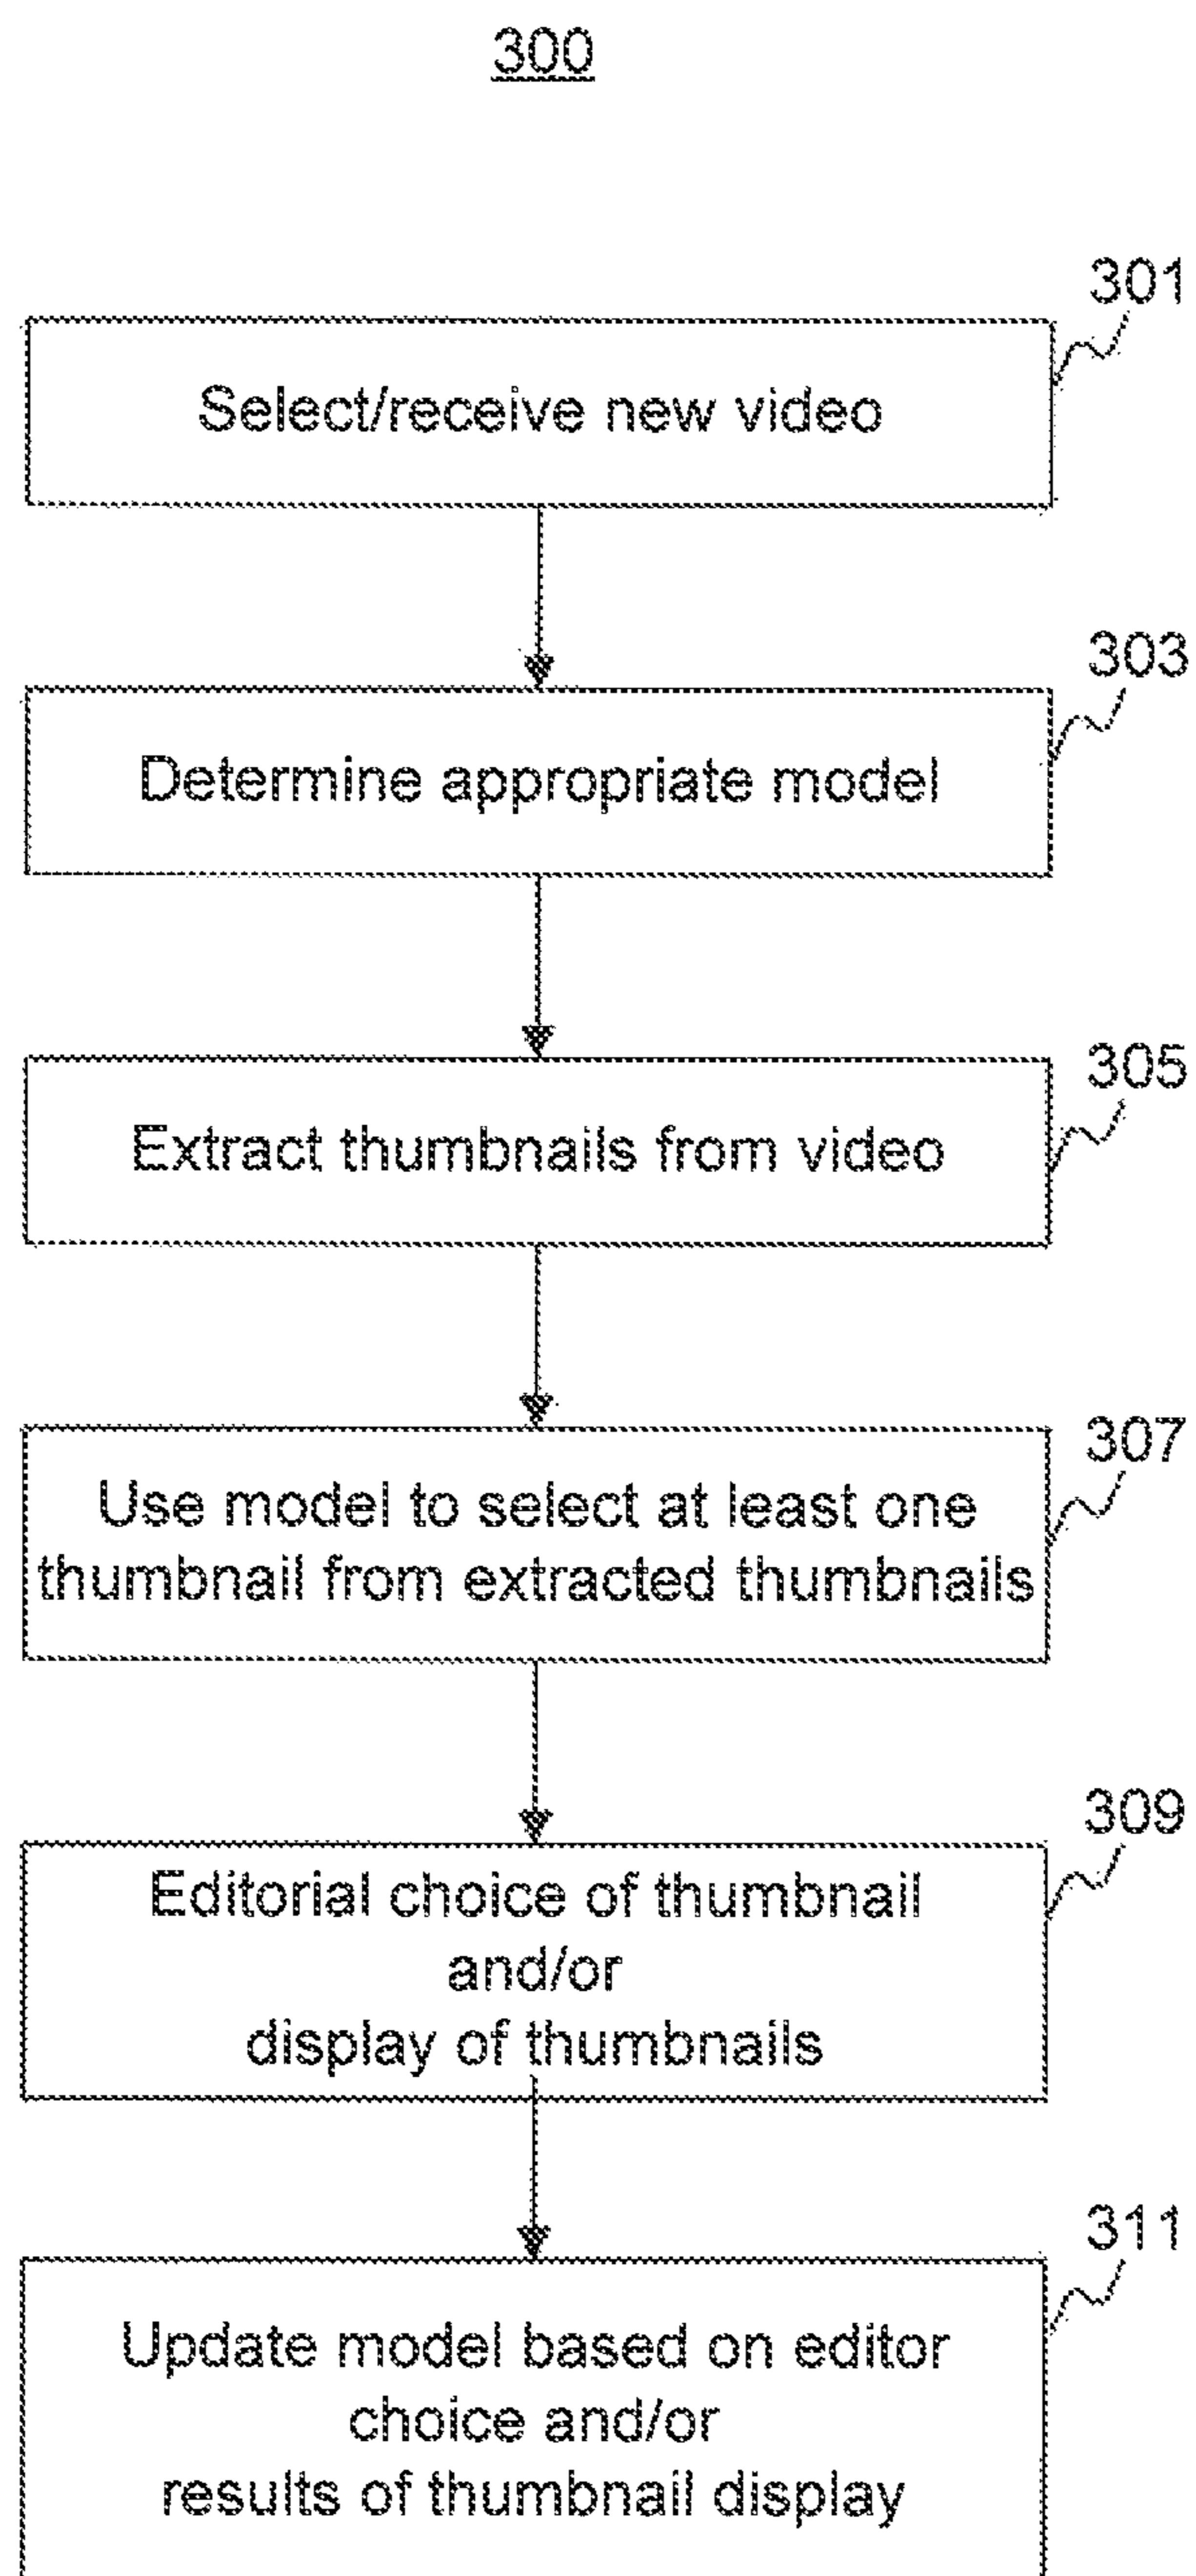 300
301
Select/receive new video
303
Determine appropriate model
305
Extract thumbnails from video
307
Use model to select at least one
thumbnail from extracted thumbnails
309
Editorial choice of thumbnail
and/or
display of thumbnails
311
Update model based on editor
choice and/or
results of thumbnail display